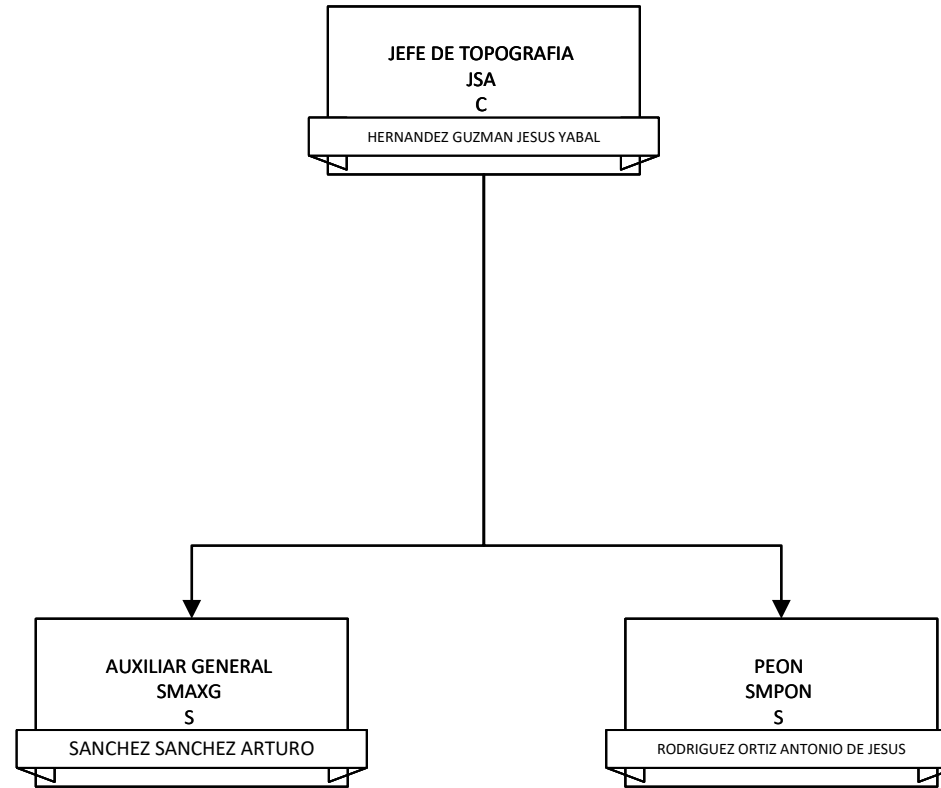 JEFE DE TOPOGRAFIA
JSA
C
HERNANDEZ GUZMAN JESUS YABAL
AUXILIAR GENERAL
SMAXG
S
SANCHEZ SANCHEZ ARTURO
PEON
SMPON
S
RODRIGUEZ ORTIZ ANTONIO DE JESUS